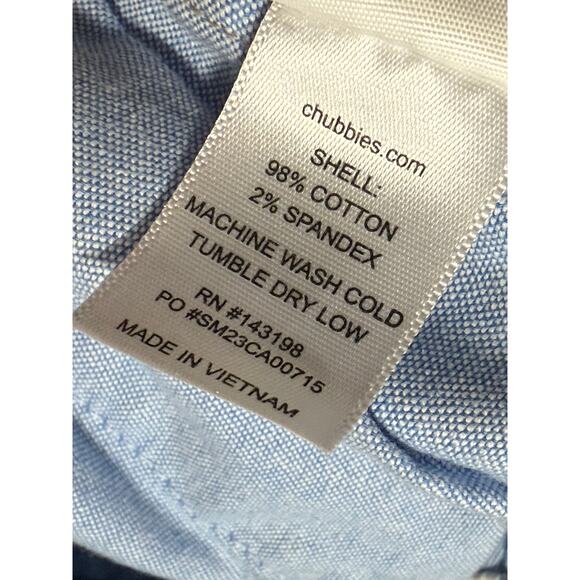 chubbies.com
SHELL:
98% COTTON
2% SPANDEX
MACHINE WASH COLD
TUMBLE DRY LOW
RN #143198
PO #SM23CA00715
MADE IN VIETNAM